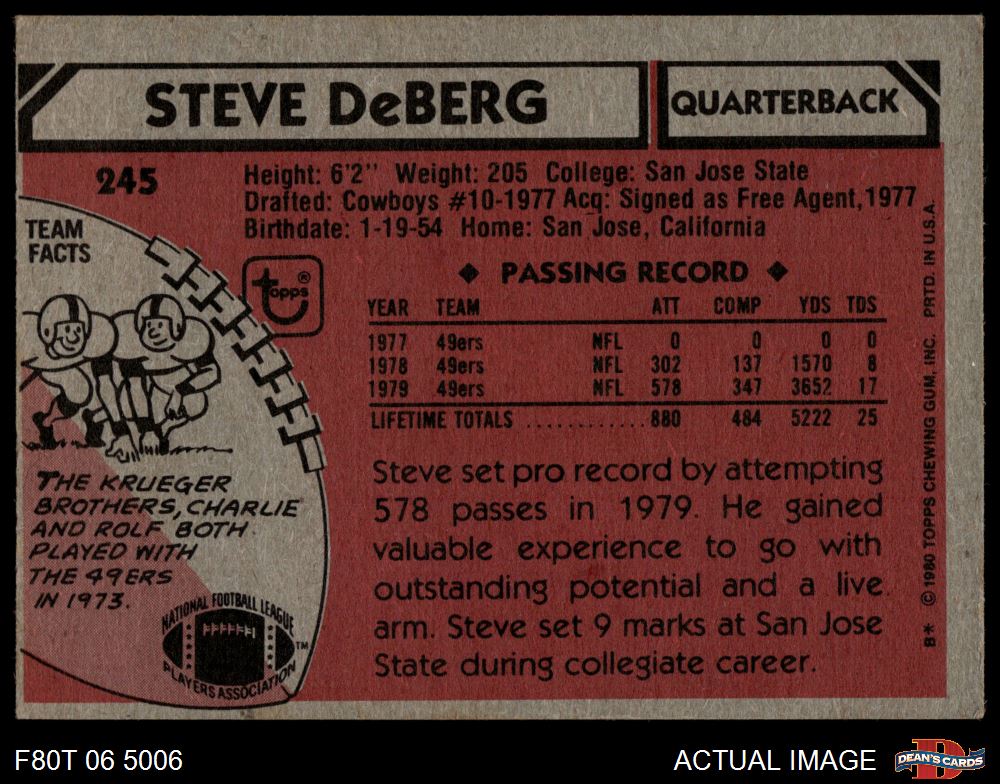 STEVE DeBERG
QUARTERBACK
245
Height: 6'2" Weight: 205 College: San Jose State
Drafted: Cowboys #10-1977 Acq: Signed as Free Agent, 1977
Birthdate: 1-19-54 Home: San Jose, California
TEAM
FACTS
topps®
◆ PASSING RECORD ◆
YEAR TEAM ATT COMP YDS TDS
1977 49ers NFL 0 0 0 0
1978 49ers NFL 302 137 1570 8
1979 49ers NFL 578 347 3652 17
LIFETIME TOTALS ............ 880 484 5222 25
Steve set pro record by attempting
578 passes in 1979. He gained
valuable experience to go with
outstanding potential and a live
arm. Steve set 9 marks at San Jose
State during collegiate career.
THE KRUEGER
BROTHERS, CHARLIE
AND ROLF BOTH
PLAYED WITH
THE 49ERS
IN 1973.
NATIONAL FOOTBALL LEAGUE
PLAYERS ASSOCIATION
TM
B* © 1980 TOPPS CHEWING GUM, INC. PRTD. IN U.S.A.
F80T 06 5006
ACTUAL IMAGE
DEAN'S CARDS